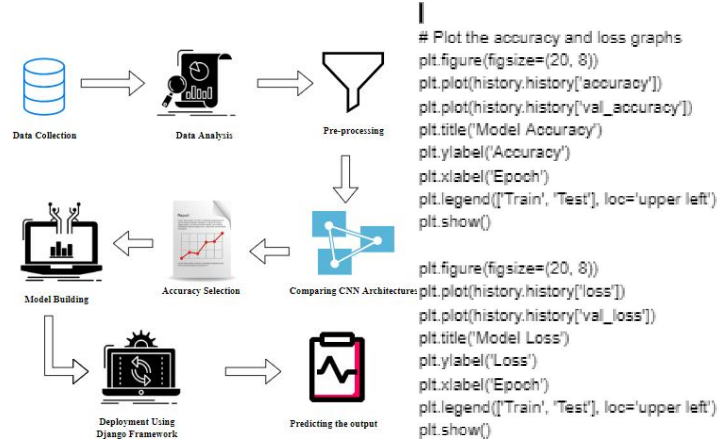 Data Collection
Data Analysis
Pre-processing
Report
Model Building
Accuracy Selection
Comparing CNN Architectures
Deployment Using
Django Framework
Predicting the output
# Plot the accuracy and loss graphs
plt.figure(figsize=(20, 8))
plt.plot(history.history['accuracy'])
plt.plot(history.history['val_accuracy'])
plt.title('Model Accuracy')
plt.ylabel('Accuracy')
plt.xlabel('Epoch')
plt.legend(['Train', 'Test'], loc='upper left')
plt.show()
plt.figure(figsize=(20, 8))
plt.plot(history.history['loss'])
plt.plot(history.history['val_loss'])
plt.title('Model Loss')
plt.ylabel('Loss')
plt.xlabel('Epoch')
plt.legend(['Train', 'Test'], loc='upper left')
plt.show()